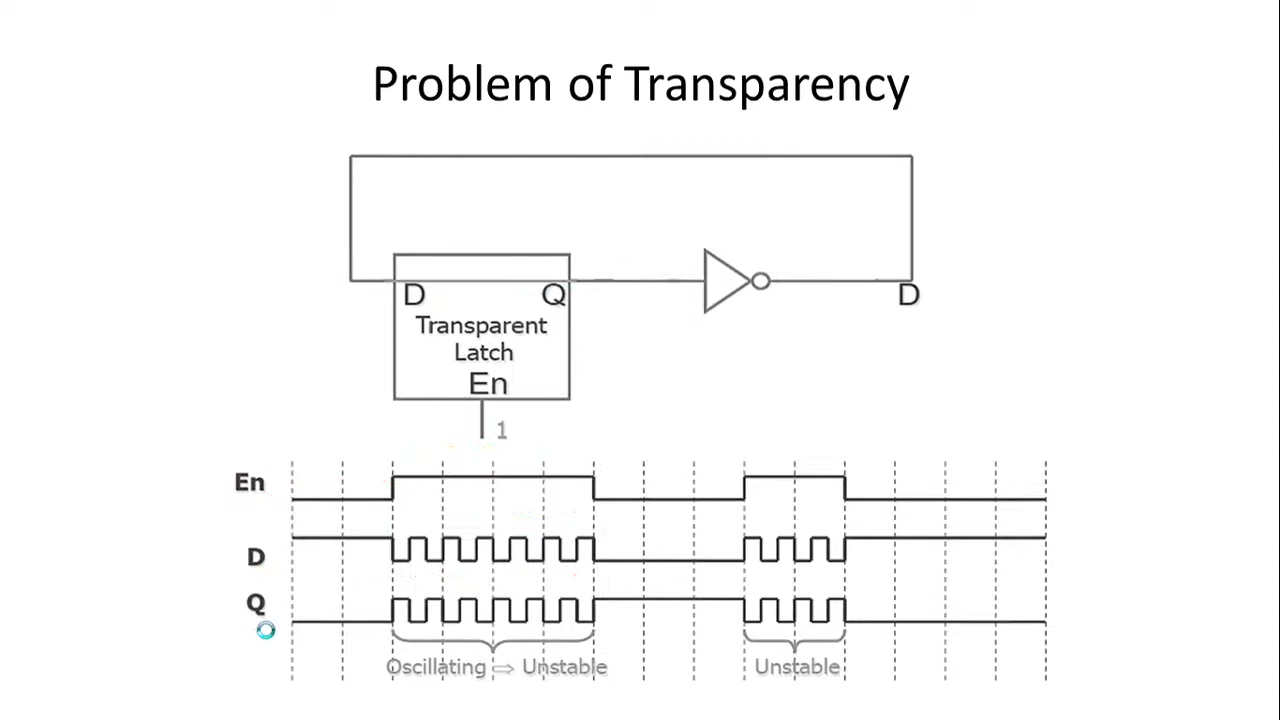 Problem of Transparency
D Q D
Transparent
Latch
En
1
En
D
Q
Oscillating ⇒ Unstable Unstable